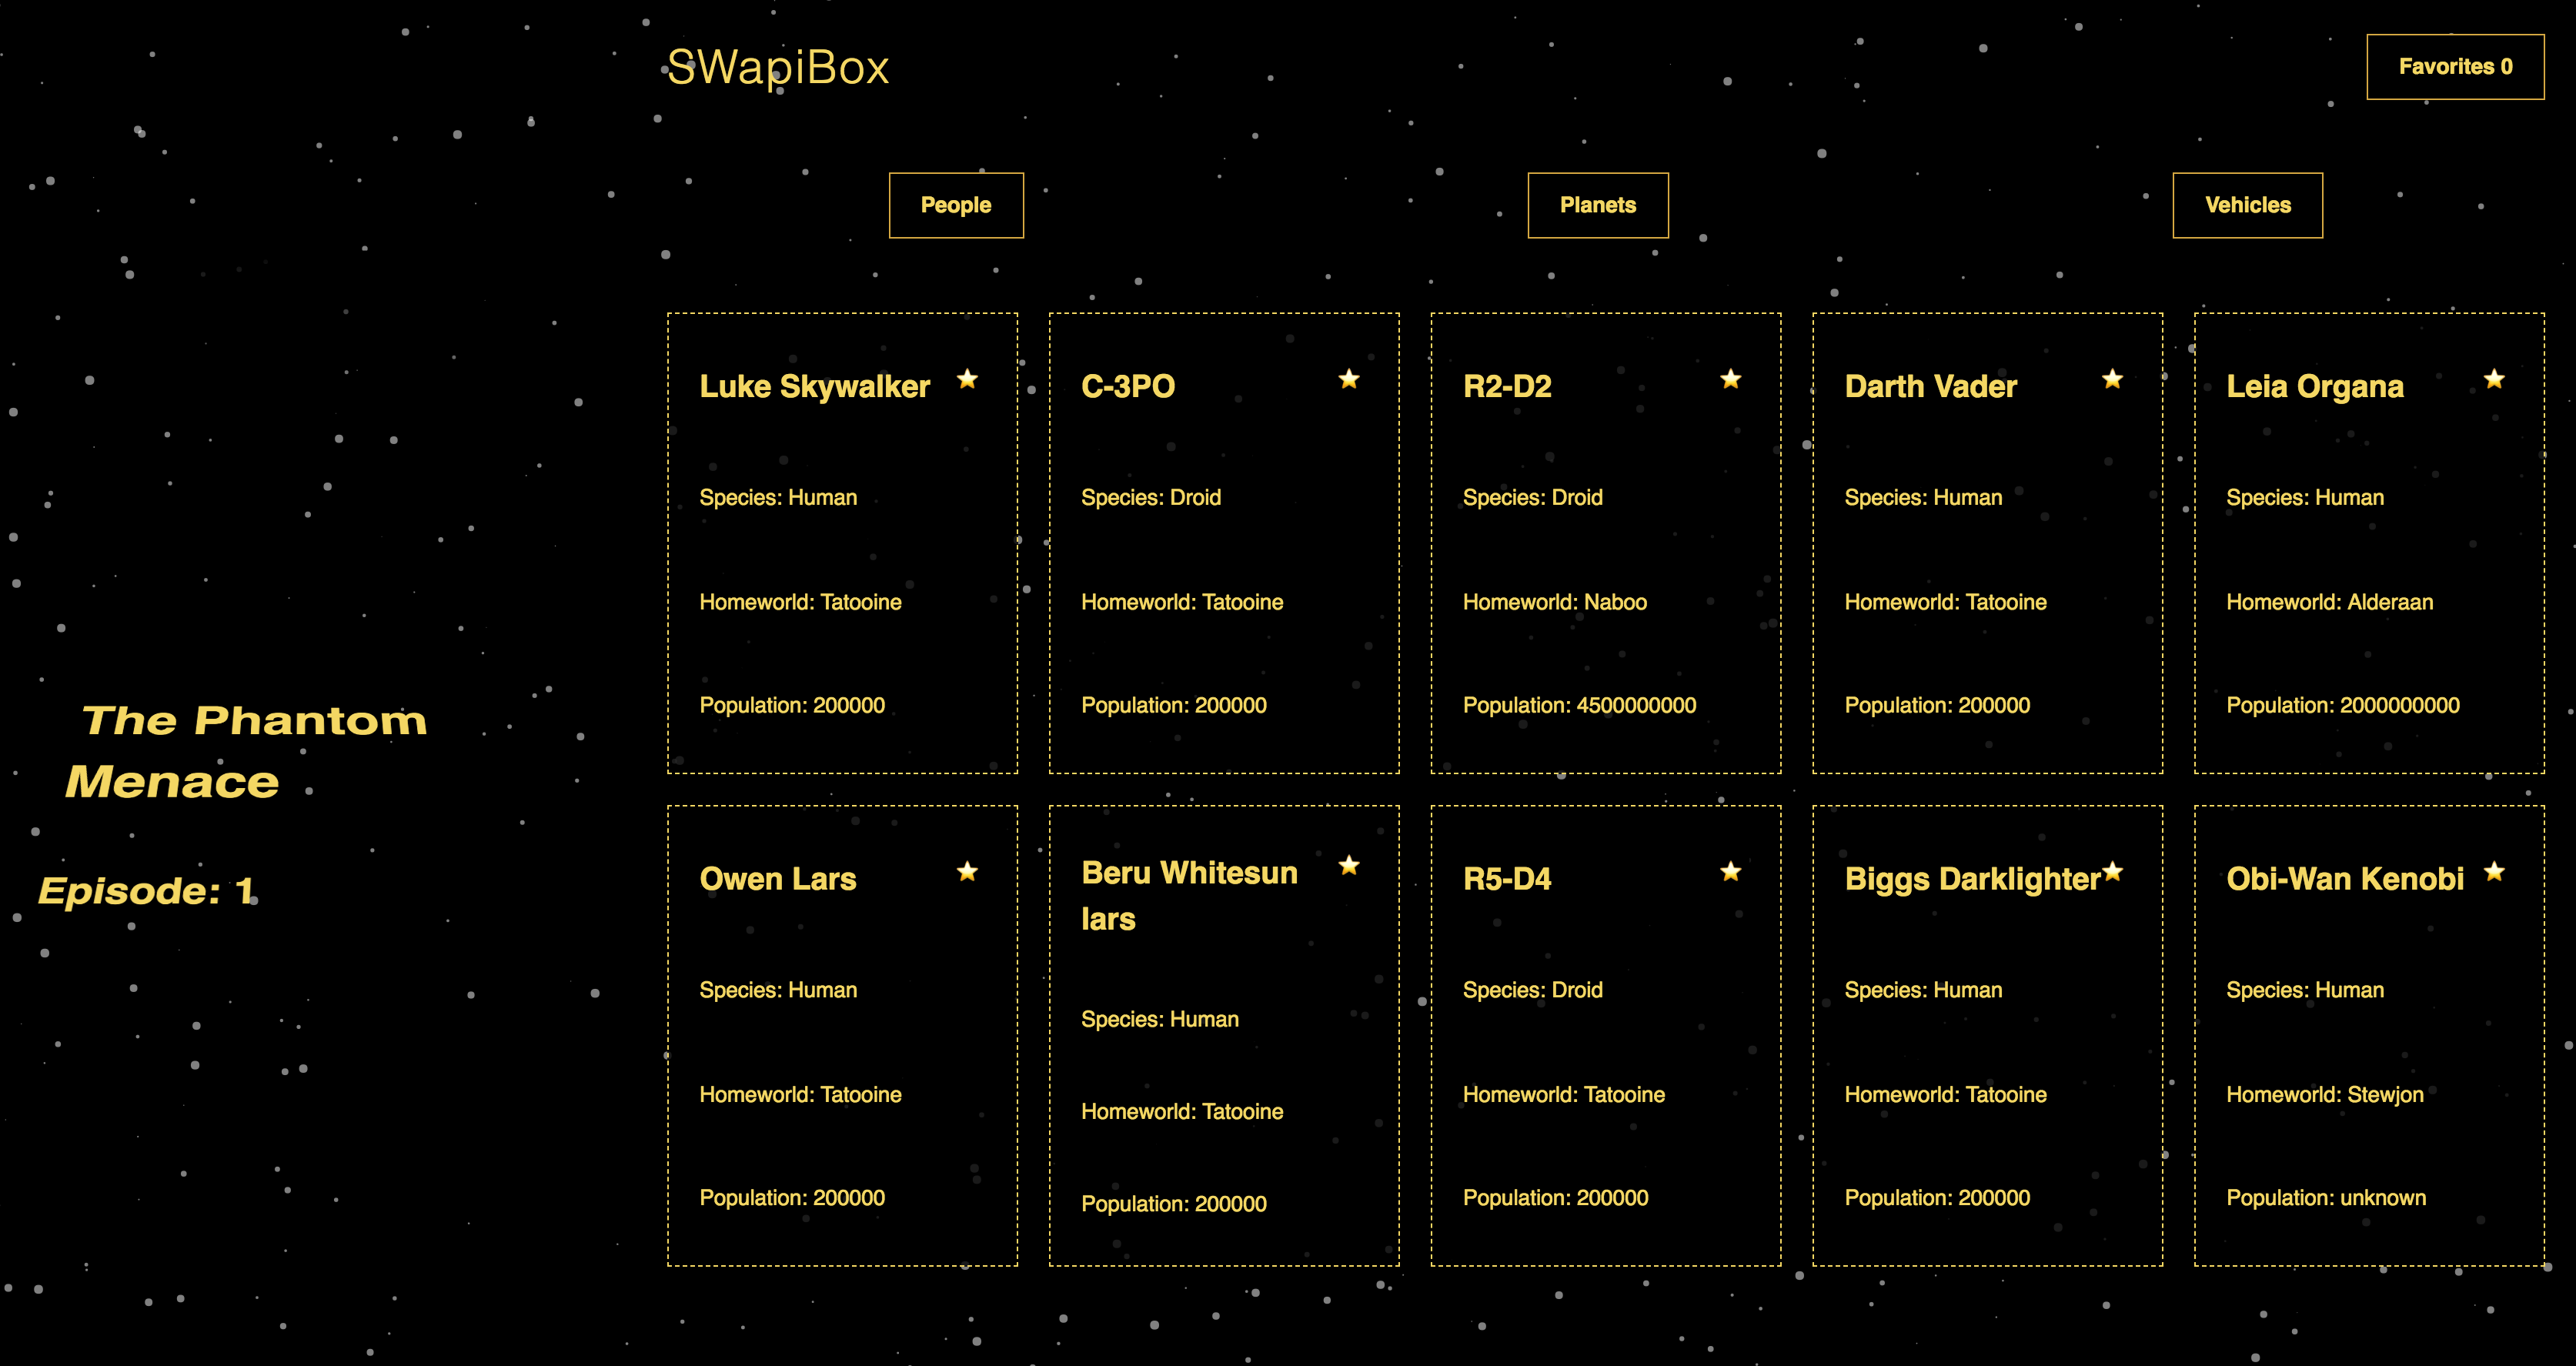 SWapiBox
Favorites 0
People
Planets
Vehicles
The Phantom
Menace
Episode: 1
Luke Skywalker
Species: Human
Homeworld: Tatooine
Population: 200000
C-3PO
Species: Droid
Homeworld: Tatooine
Population: 200000
R2-D2
Species: Droid
Homeworld: Naboo
Population: 4500000000
Darth Vader
Species: Human
Homeworld: Tatooine
Population: 200000
Leia Organa
Species: Human
Homeworld: Alderaan
Population: 2000000000
Owen Lars
Species: Human
Homeworld: Tatooine
Population: 200000
Beru Whitesun
lars
Species: Human
Homeworld: Tatooine
Population: 200000
R5-D4
Species: Droid
Homeworld: Tatooine
Population: 200000
Biggs Darklighter
Species: Human
Homeworld: Tatooine
Population: 200000
Obi-Wan Kenobi
Species: Human
Homeworld: Stewjon
Population: unknown